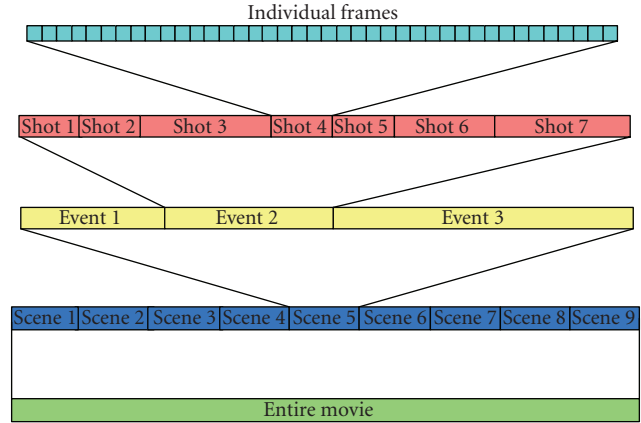 Individual frames
Shot 1 Shot 2 Shot 3 Shot 4 Shot 5 Shot 6 Shot 7
Event 1 Event 2 Event 3
Scene 1 Scene 2 Scene 3 Scene 4 Scene 5 Scene 6 Scene 7 Scene 8 Scene 9
Entire movie